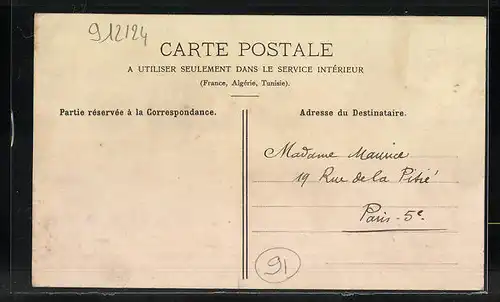 912124
CARTE POSTALE
A UTILISER SEULEMENT DANS LE SERVICE INTÉRIEUR
(France, Algérie, Tunisie).
Partie réservée à la Correspondance.
Adresse du Destinataire.
Madame Maurice
19 Rue de la Pitié
Paris-5e.
91